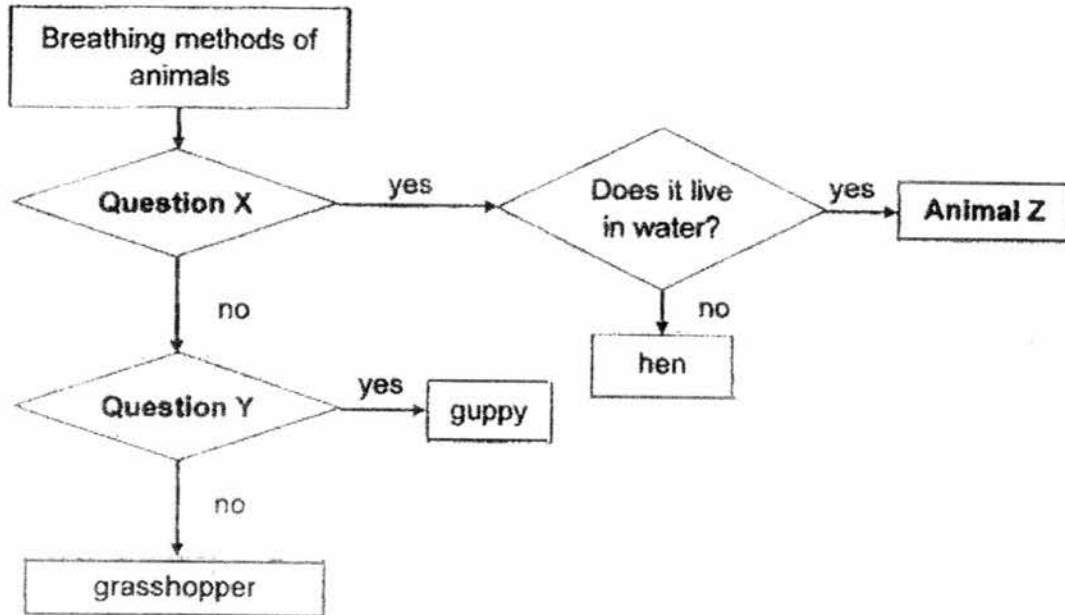 Breathing methods of
animals
Question X
yes
Does it live
in water?
yes
Animal Z
no
no
hen
Question Y
yes
guppy
no
grasshopper